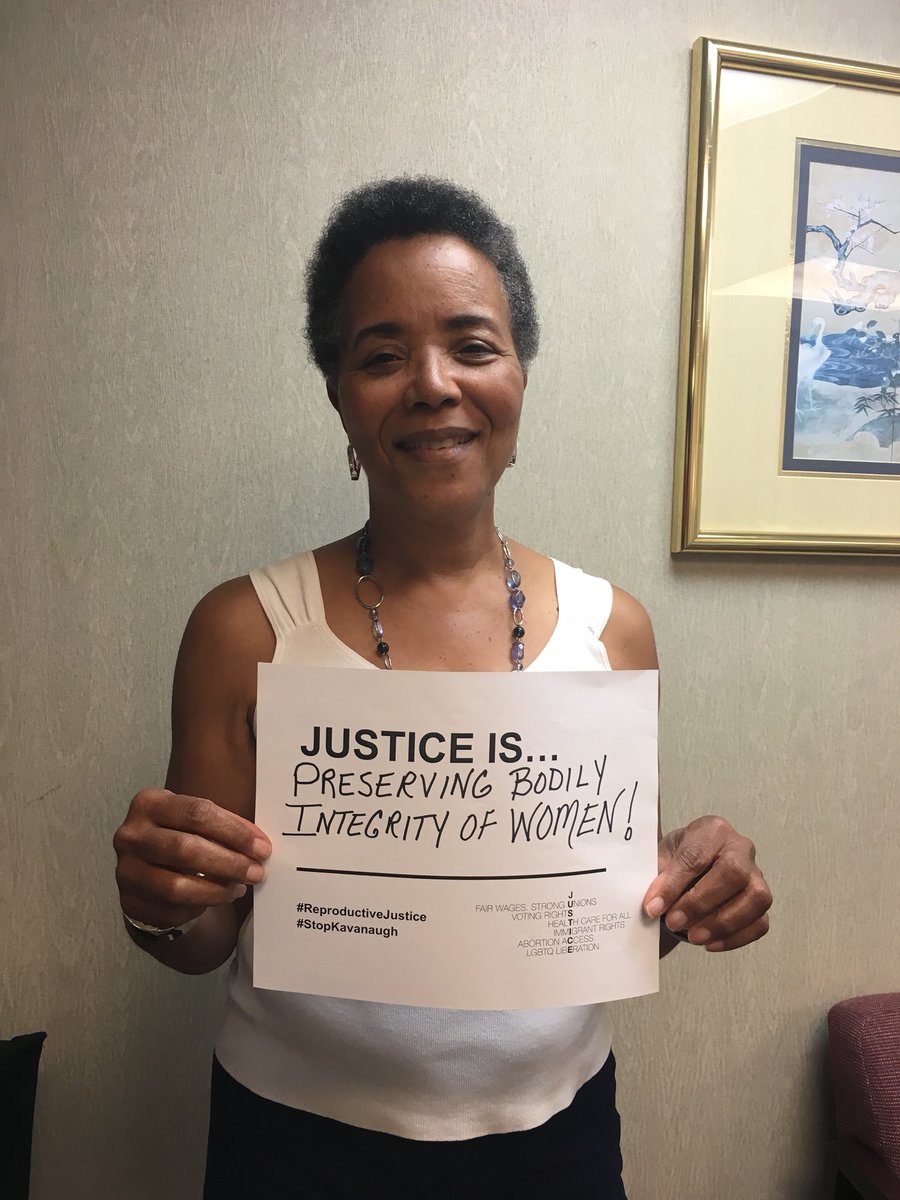 JUSTICE IS...
PRESERVING BODILY
INTEGRITY OF WOMEN!
#ReproductiveJustice
#StopKavanaugh
FAIR WAGES. STRONG UNIONS.
VOTING RIGHTS.
HEALTH CARE FOR ALL.
IMMIGRANT RIGHTS.
ABORTION ACCESS.
LGBTQ LIBERATION.